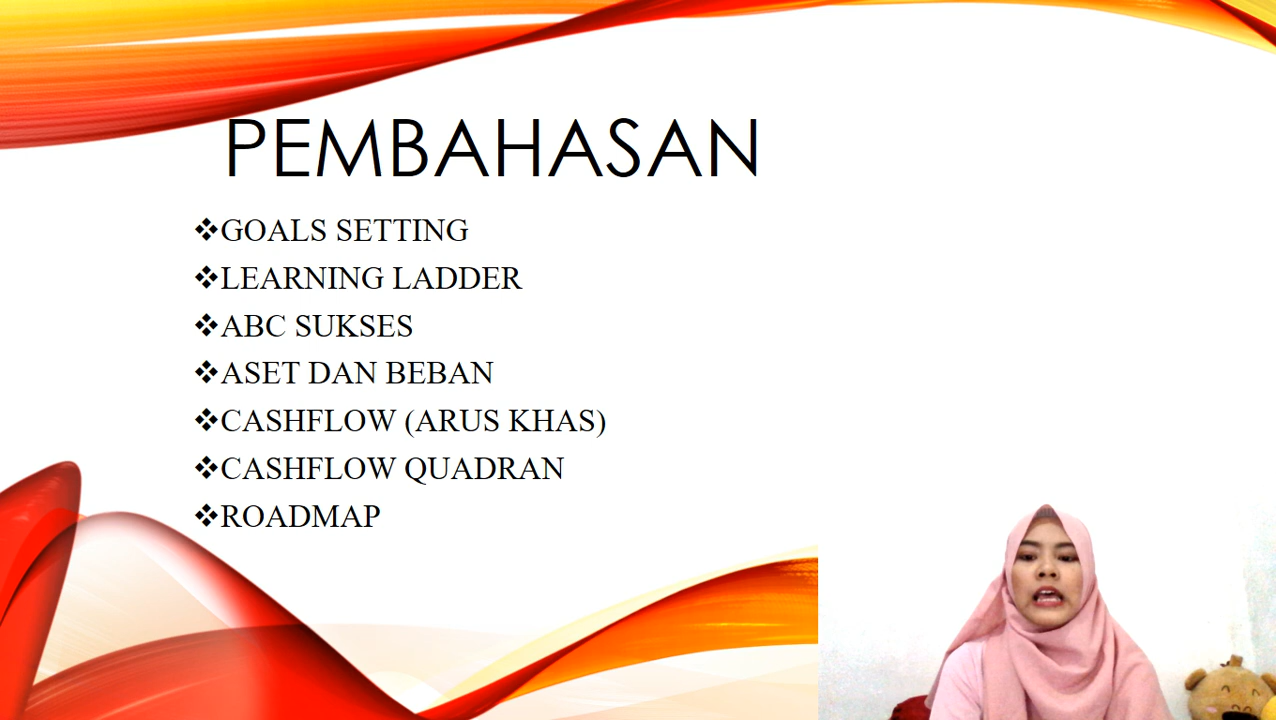 PEMBAHASAN
❖GOALS SETTING
❖LEARNING LADDER
❖ABC SUKSES
❖ASET DAN BEBAN
❖CASHFLOW (ARUS KHAS)
❖CASHFLOW QUADRAN
❖ROADMAP